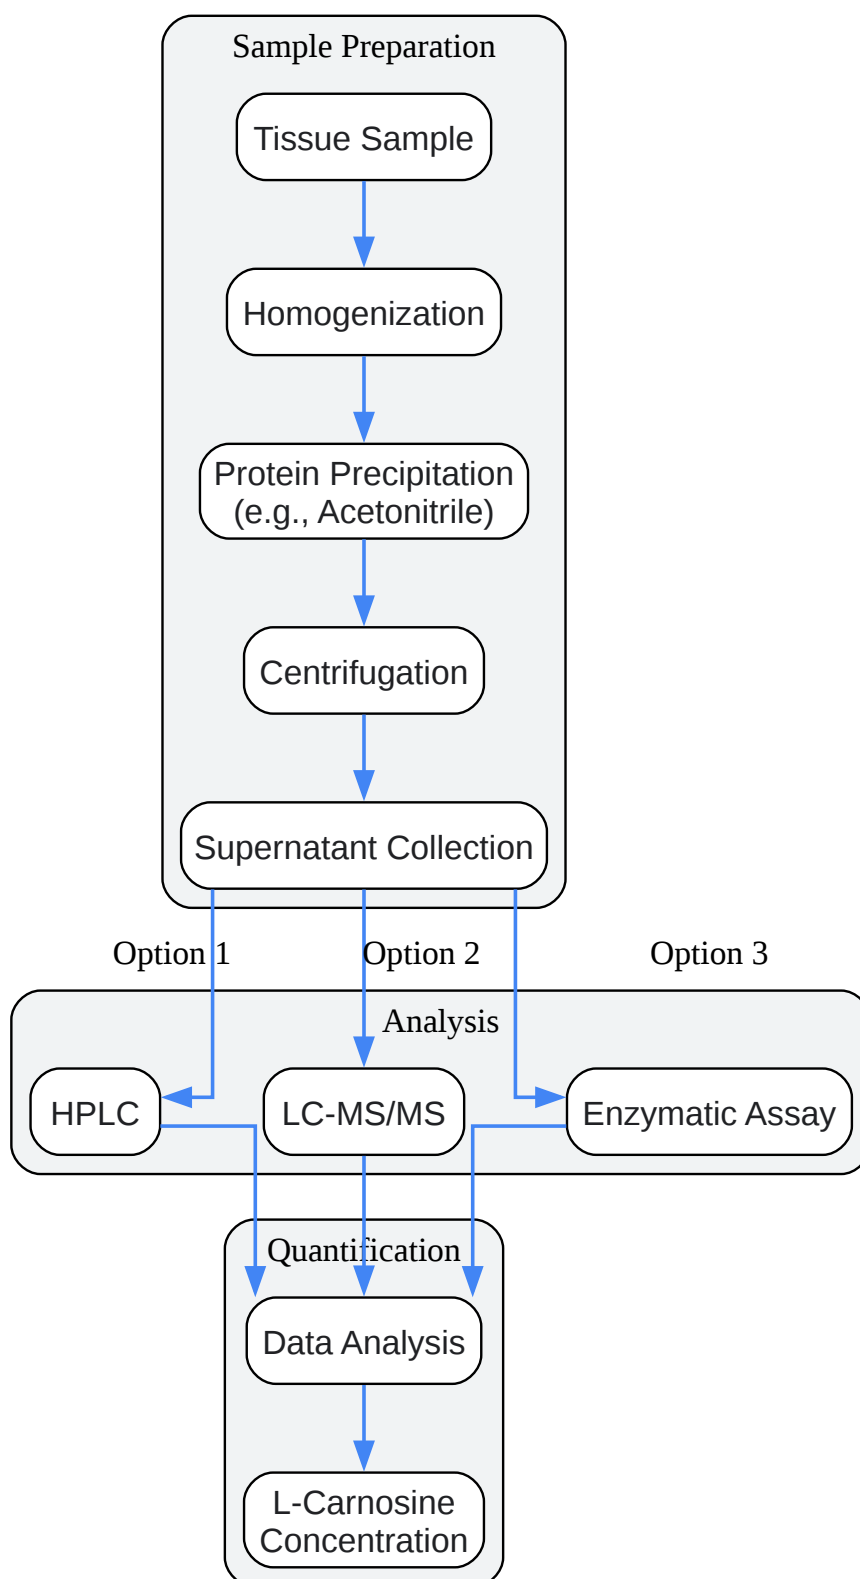 Sample Preparation
Tissue Sample
Homogenization
Protein Precipitation
(e.g., Acetonitrile)
Centrifugation
Supernatant Collection
Option 1
Option 2
Option 3
Analysis
HPLC
LC-MS/MS
Enzymatic Assay
Quantification
Data Analysis
L-Carnosine
Concentration